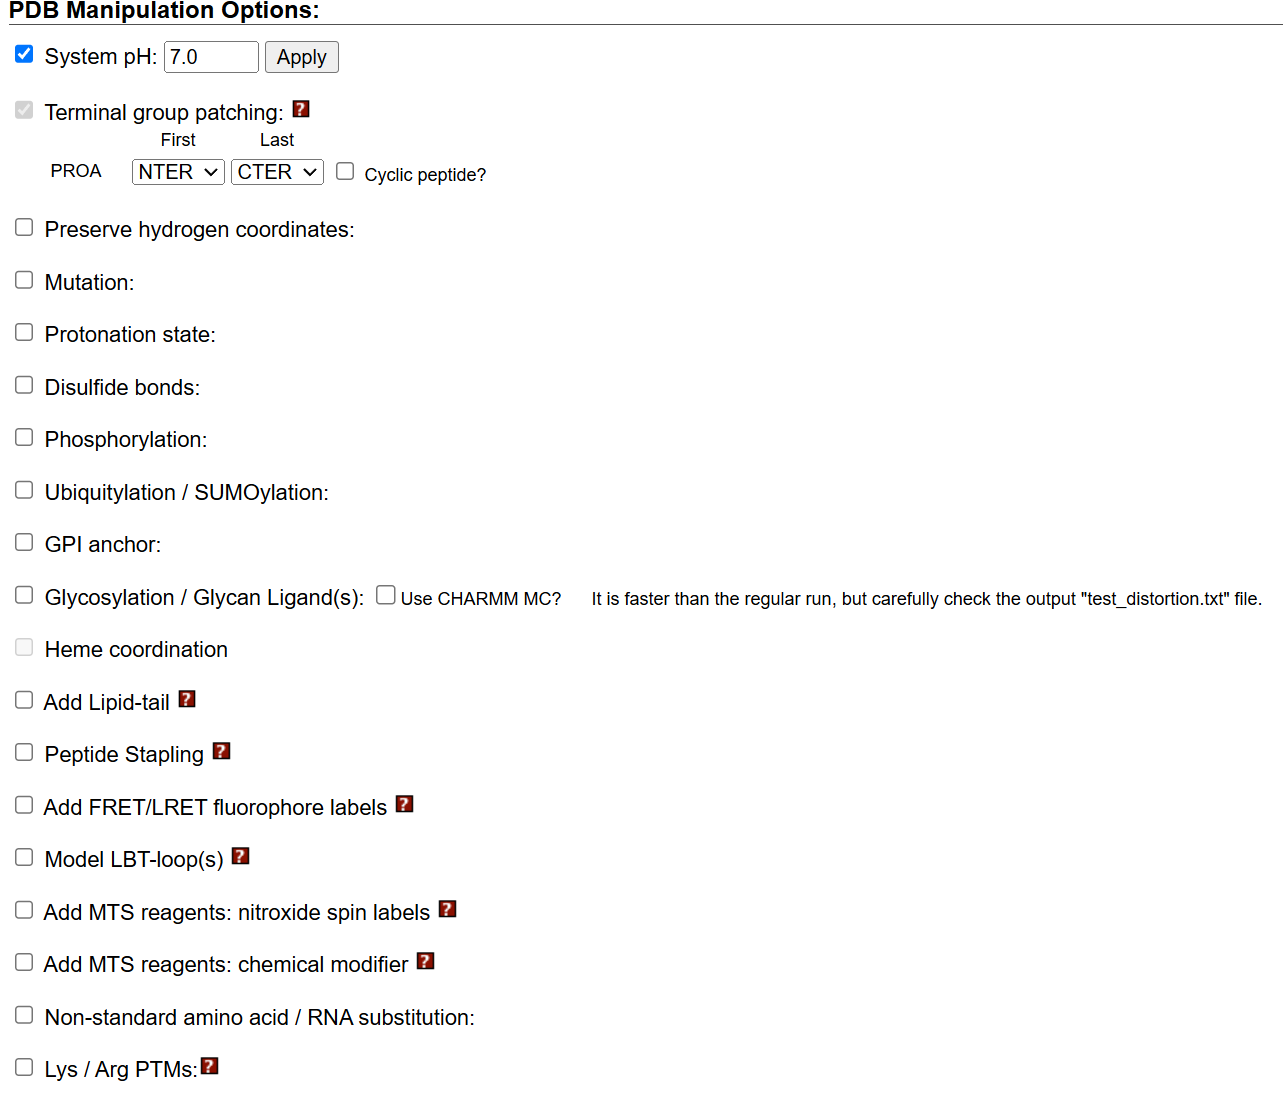 PDB Manipulation Options:
System pH: 7.0 Apply
Terminal group patching: ?
First Last
PROA NTER CTER Cyclic peptide?
Preserve hydrogen coordinates:
Mutation:
Protonation state:
Disulfide bonds:
Phosphorylation:
Ubiquitylation / SUMOylation:
GPI anchor:
Glycosylation / Glycan Ligand(s): Use CHARMM MC? It is faster than the regular run, but carefully check the output "test_distortion.txt" file.
Heme coordination
Add Lipid-tail ?
Peptide Stapling ?
Add FRET/LRET fluorophore labels ?
Model LBT-loop(s) ?
Add MTS reagents: nitroxide spin labels ?
Add MTS reagents: chemical modifier ?
Non-standard amino acid / RNA substitution:
Lys / Arg PTMs: ?